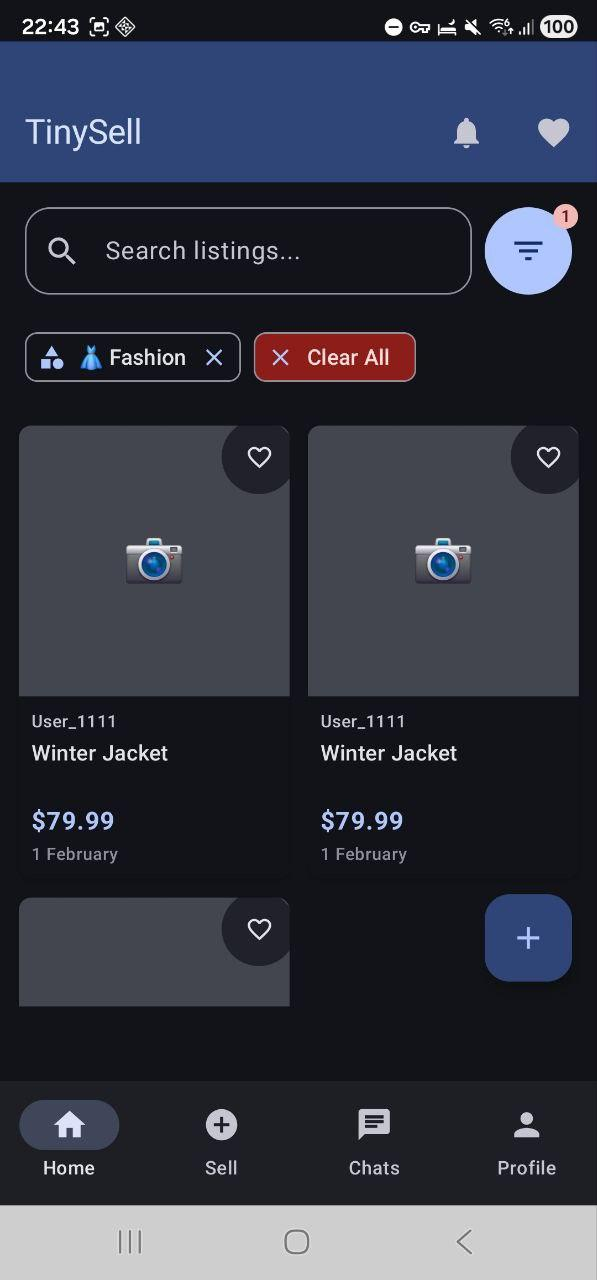 22:43
100
TinySell
Search listings...
1
👗 Fashion
Clear All
User_1111
Winter Jacket
$79.99
1 February
User_1111
Winter Jacket
$79.99
1 February
Home
Sell
Chats
Profile